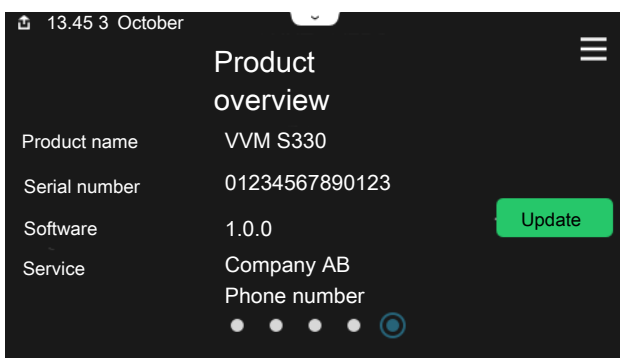 13.45 3 October
Product
overview
Product name VVM S330
Serial number 01234567890123
Software 1.0.0 Update
Service Company AB
Phone number